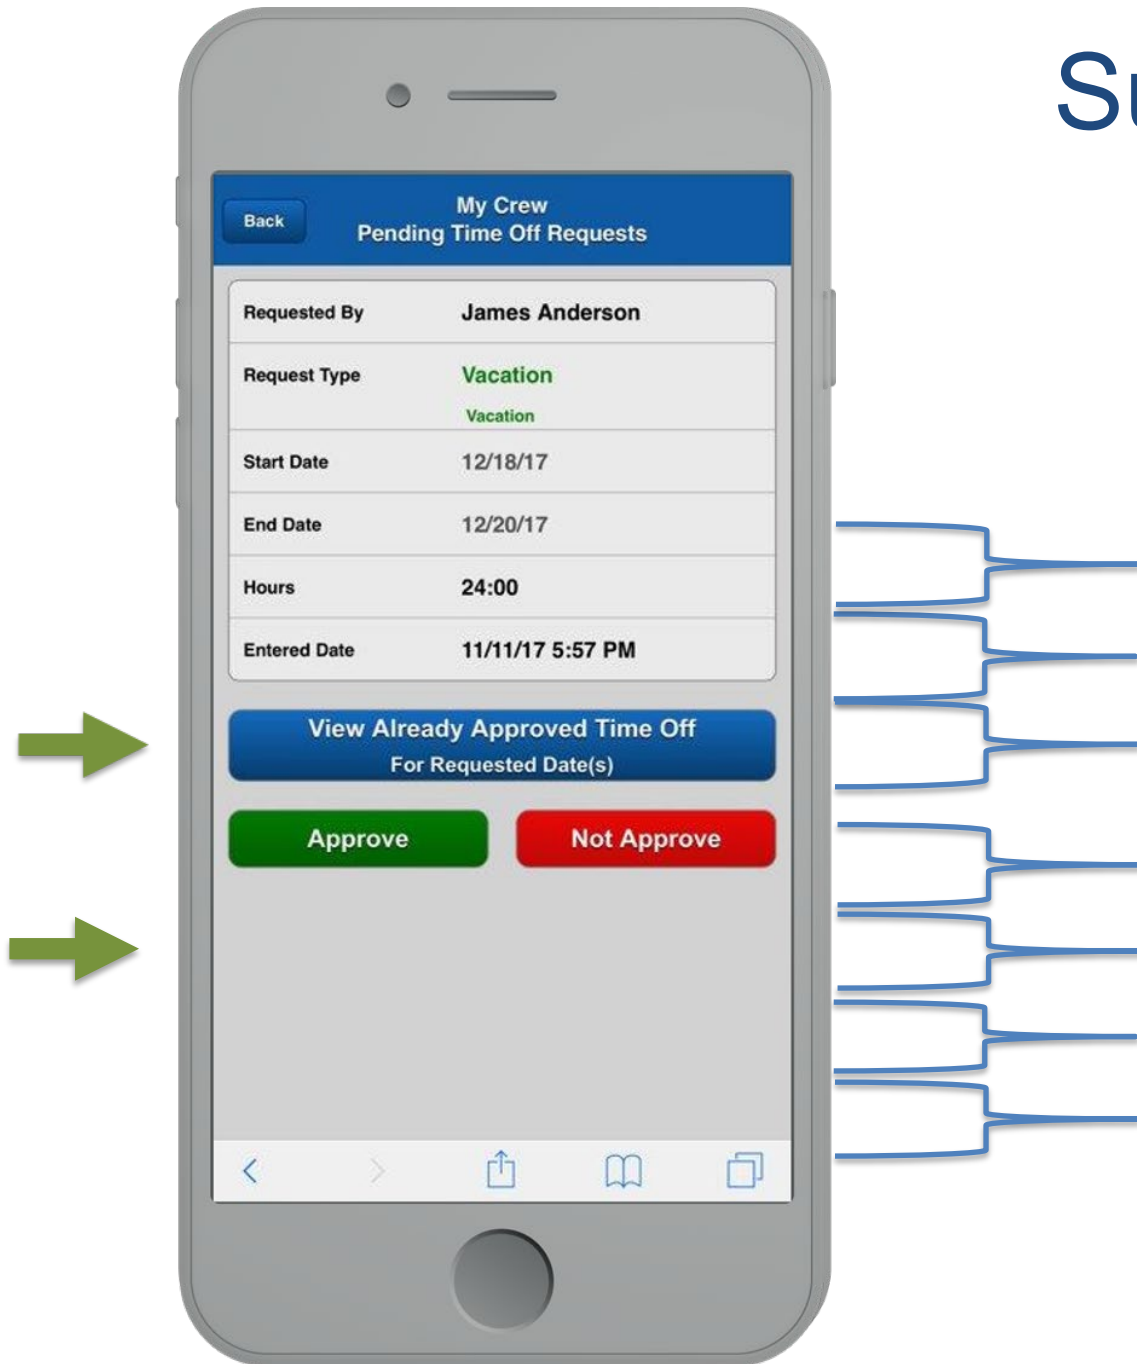 Back
My Crew
Pending Time Off Requests
Requested By James Anderson
Request Type Vacation
Vacation
Start Date 12/18/17
End Date 12/20/17
Hours 24:00
Entered Date 11/11/17 5:57 PM
View Already Approved Time Off
For Requested Date(s)
Approve Not Approve